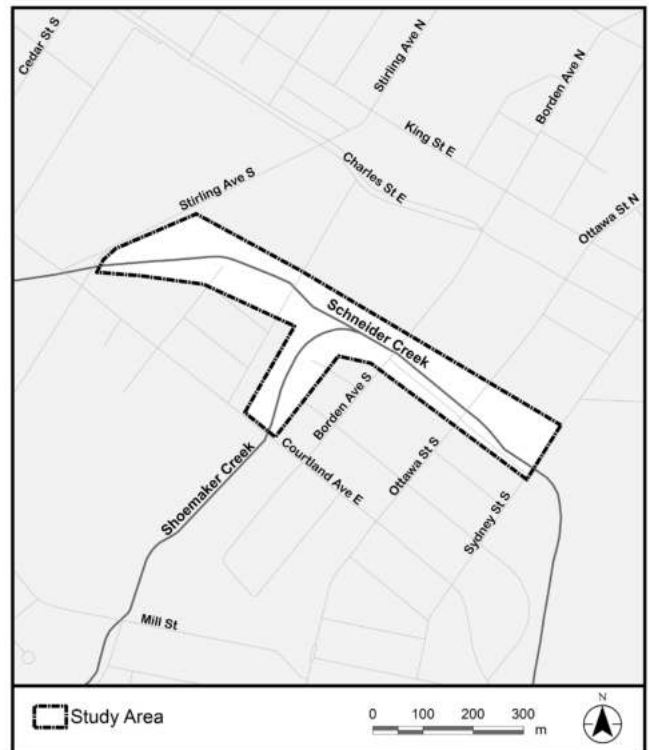 Cedar St S
Stirling Ave N
Borden Ave N
King St E
Charles St E
Stirling Ave S
Ottawa St N
Schneider Creek
Borden Ave S
Courtland Ave E
Ottawa St S
Shoemaker Creek
Sydney St S
Mill St
Study Area
0 100 200 300
m
N